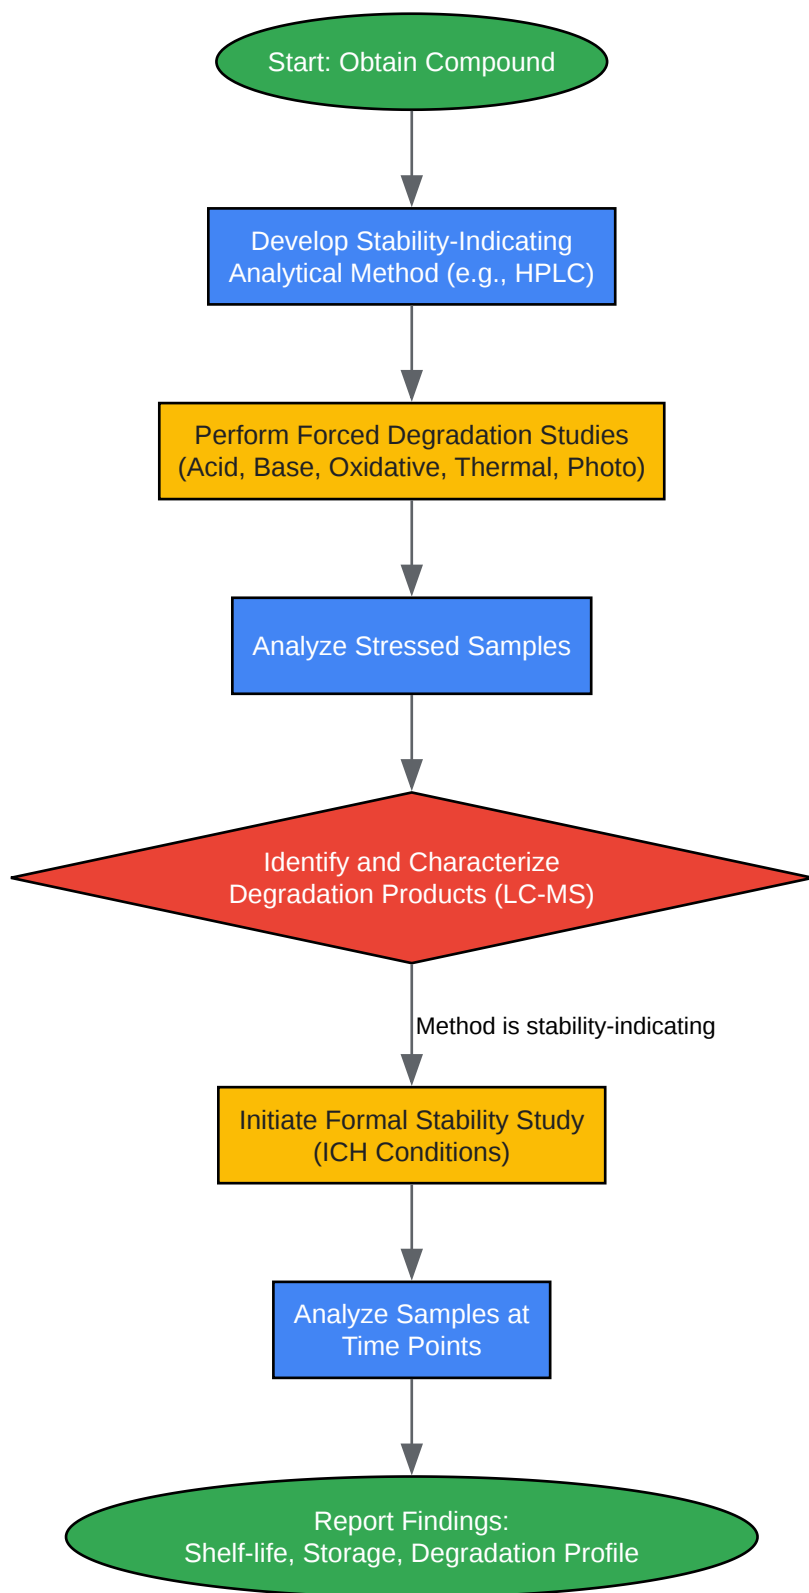 Start: Obtain Compound
Develop Stability-Indicating
Analytical Method (e.g., HPLC)
Perform Forced Degradation Studies
(Acid, Base, Oxidative, Thermal, Photo)
Analyze Stressed Samples
Identify and Characterize
Degradation Products (LC-MS)
Method is stability-indicating
Initiate Formal Stability Study
(ICH Conditions)
Analyze Samples at
Time Points
Report Findings:
Shelf-life, Storage, Degradation Profile